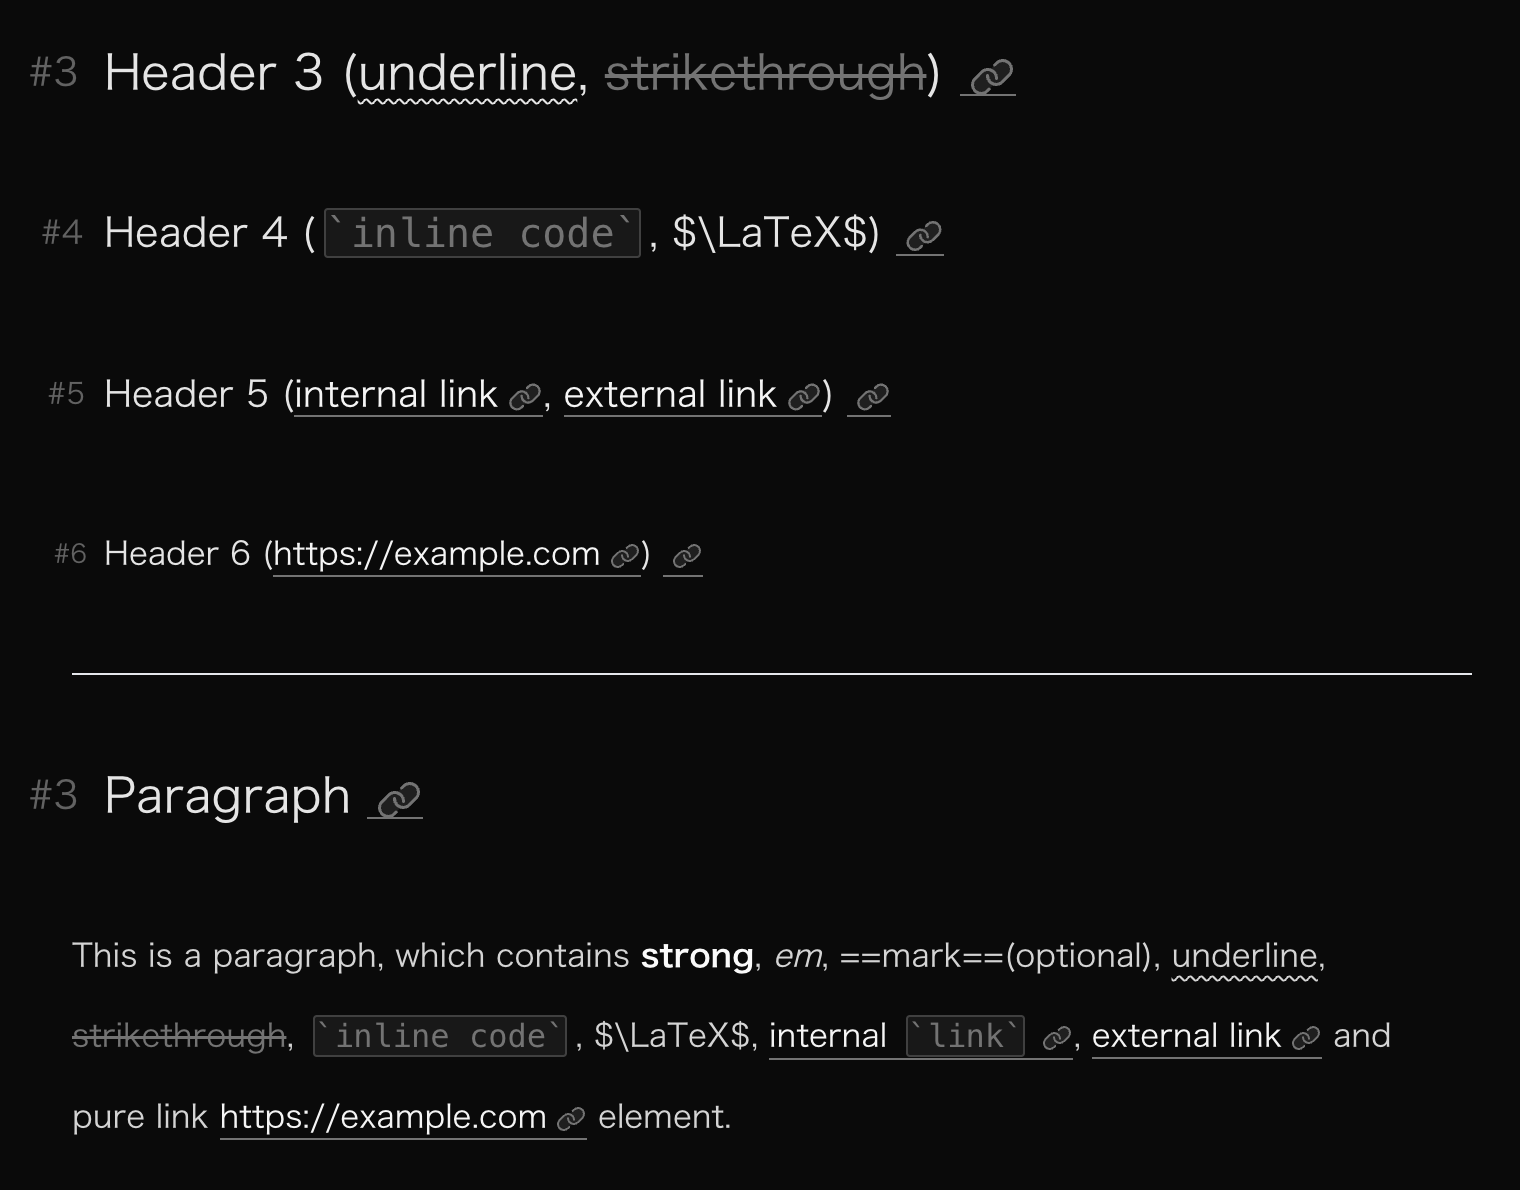 #3 Header 3 (underline, strikethrough)
#4 Header 4 (`inline code`, $\LaTeX$)
#5 Header 5 (internal link, external link)
#6 Header 6 (https://example.com)
#3 Paragraph
This is a paragraph, which contains strong, em, ==mark==(optional), underline,
strikethrough, `inline code`, $\LaTeX$, internal `link`, external link and
pure link https://example.com element.